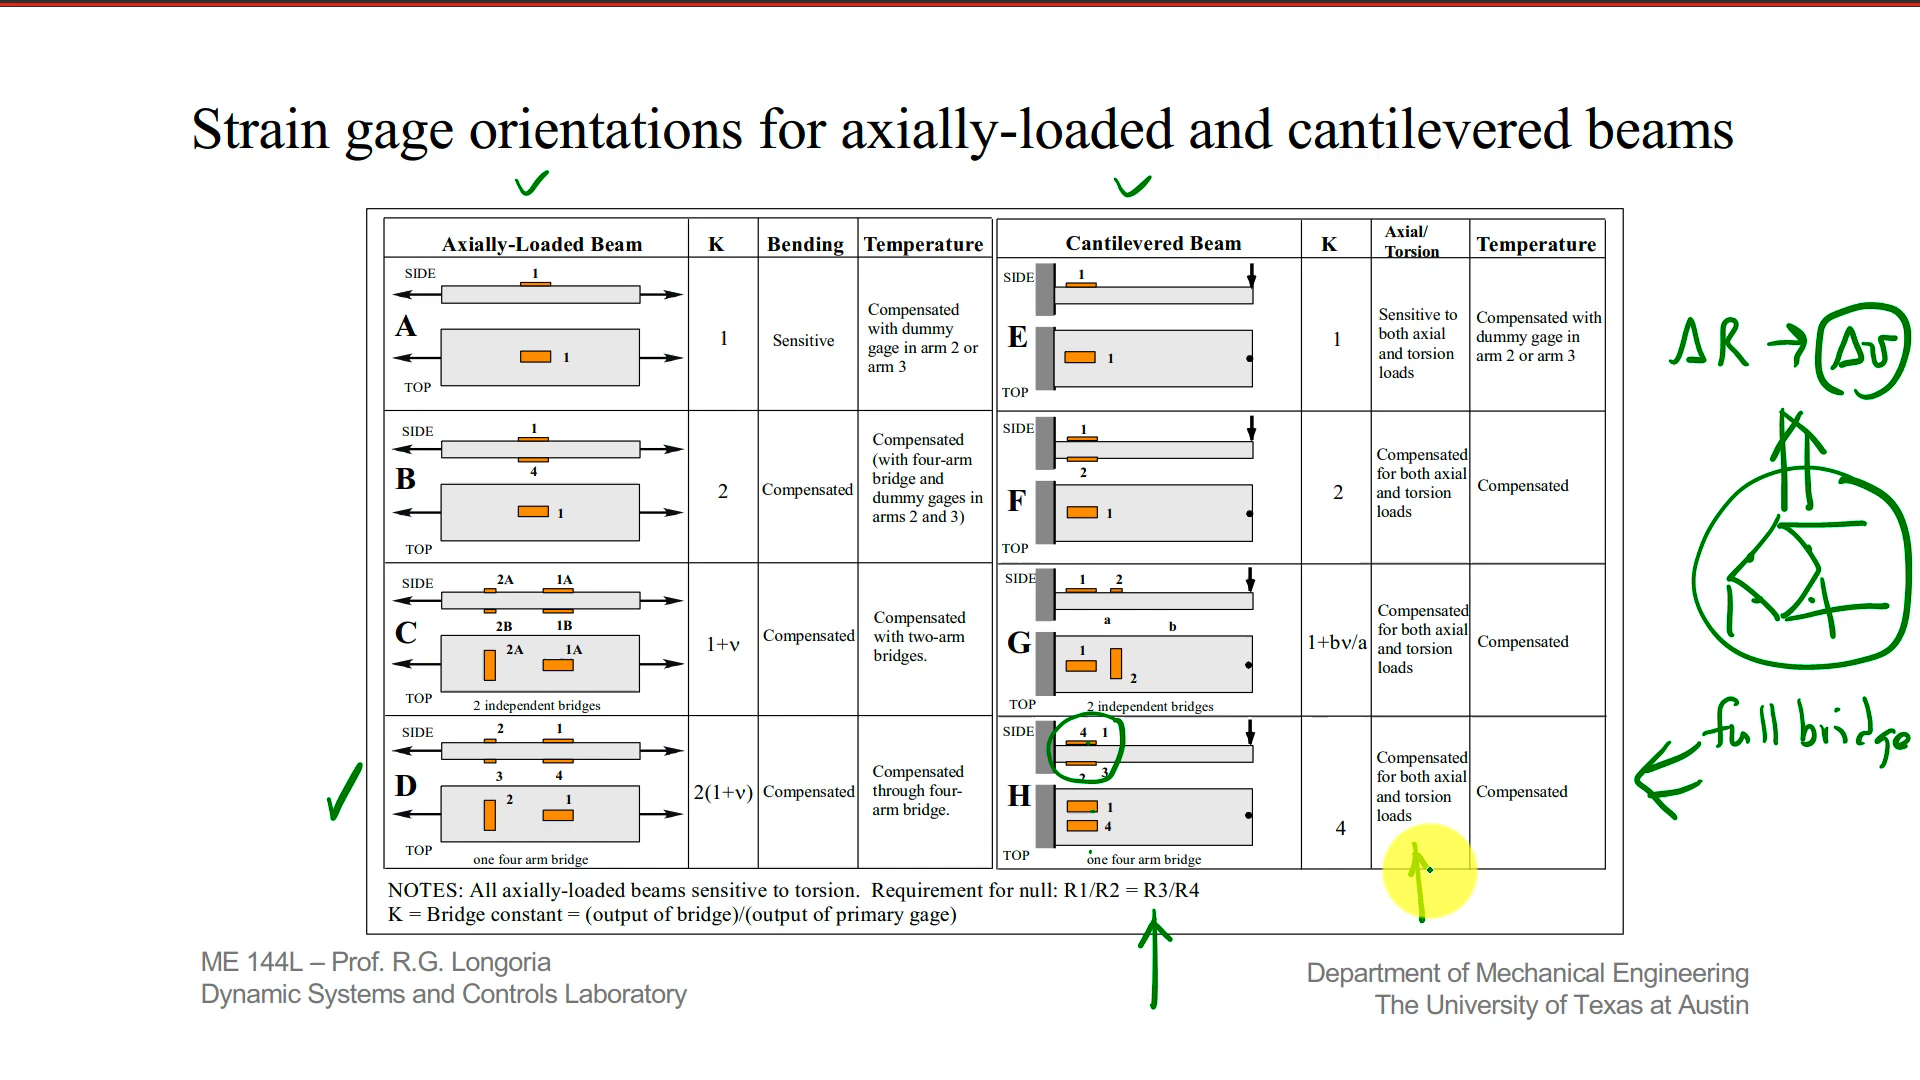 Strain gage orientations for axially-loaded and cantilevered beams
Axially-Loaded Beam K Bending Temperature
SIDE
1
A
1
TOP
1
Sensitive
Compensated
with dummy
gage in arm 2 or
arm 3
SIDE
1
4
B
1
TOP
2
Compensated
Compensated
(with four-arm
bridge and
dummy gages in
arms 2 and 3)
SIDE
2A 1A
2B 1B
C
2A 1A
TOP
2 independent bridges
1+ν
Compensated
Compensated
with two-arm
bridges.
SIDE
2 1
3 4
D
2 1
TOP
one four arm bridge
2(1+ν)
Compensated
Compensated
through four-
arm bridge.
Cantilevered Beam K Axial/
Torsion Temperature
SIDE
1
E
1
TOP
1
Sensitive to
both axial
and torsion
loads
Compensated with
dummy gage in
arm 2 or arm 3
SIDE
1
2
F
1
TOP
2
Compensated
for both axial
and torsion
loads
Compensated
SIDE
1 2
a b
G
1
2
TOP
2 independent bridges
1+bν/a
Compensated
for both axial
and torsion
loads
Compensated
SIDE
4 1
2 3
H
1
4
TOP
one four arm bridge
4
Compensated
for both axial
and torsion
loads
Compensated
NOTES: All axially-loaded beams sensitive to torsion. Requirement for null: R1/R2 = R3/R4
K = Bridge constant = (output of bridge)/(output of primary gage)
ΔR → Δv
full bridge
ME 144L – Prof. R.G. Longoria
Dynamic Systems and Controls Laboratory
Department of Mechanical Engineering
The University of Texas at Austin